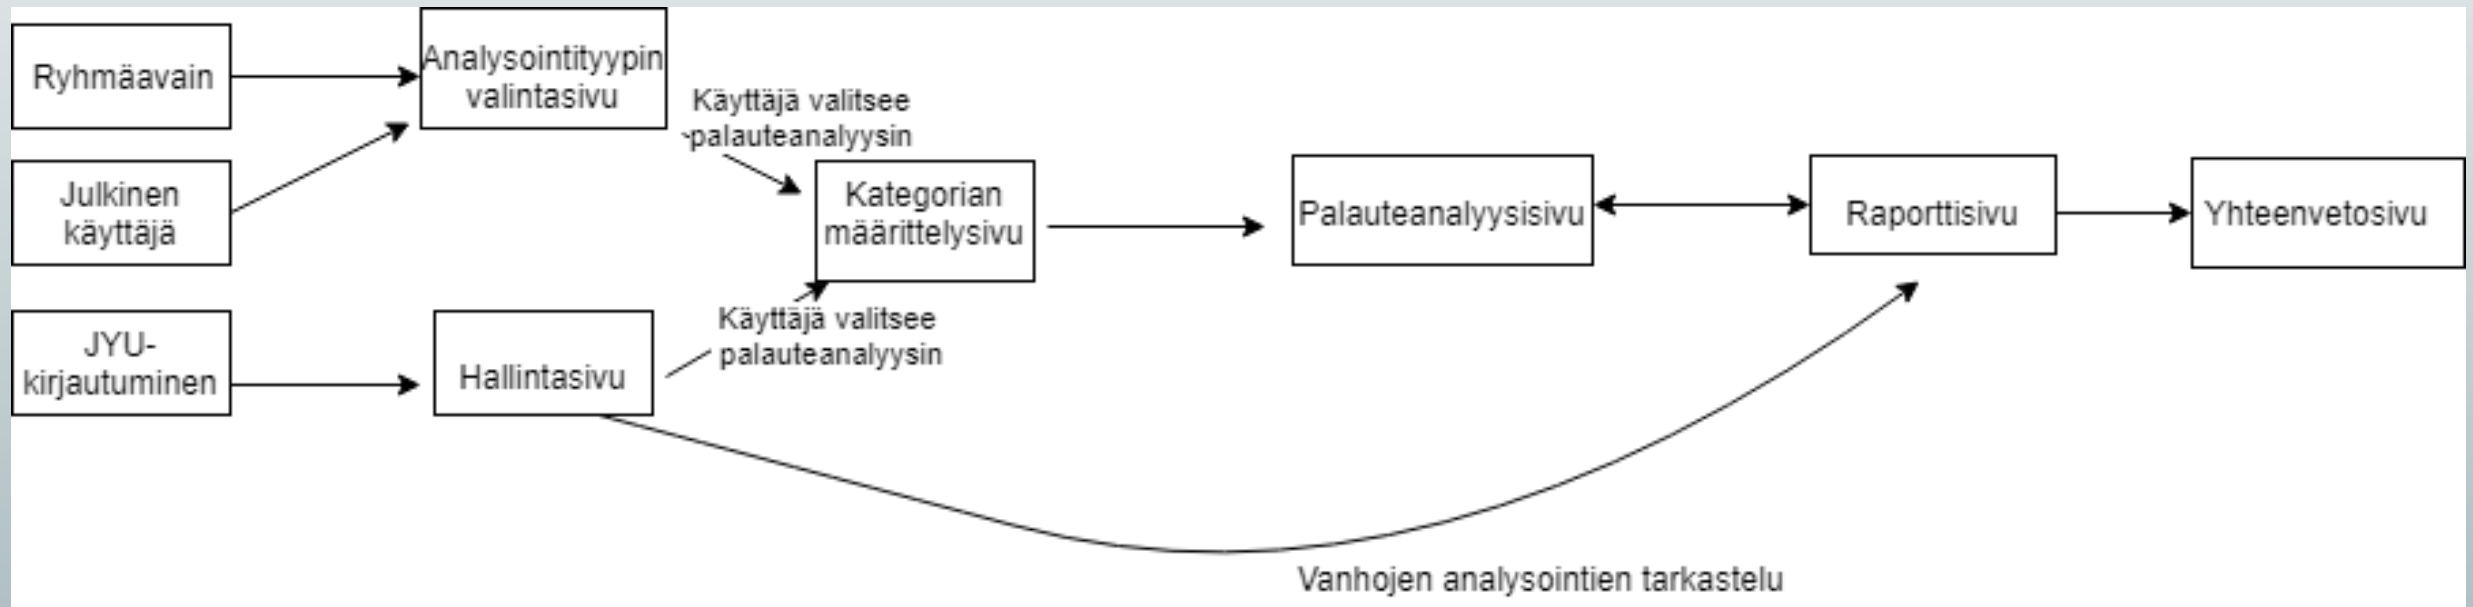 Ryhmäavain
Analysointityypin
valintasivu
Käyttäjä valitsee
palauteanalyysin
Julkinen
käyttäjä
Kategorian
määrittelysivu
Palauteanalyysisivu
Raporttisivu
Yhteenvetosivu
JYU-
kirjautuminen
Hallintasivu
Käyttäjä valitsee
palauteanalyysin
Vanhojen analysointien tarkastelu